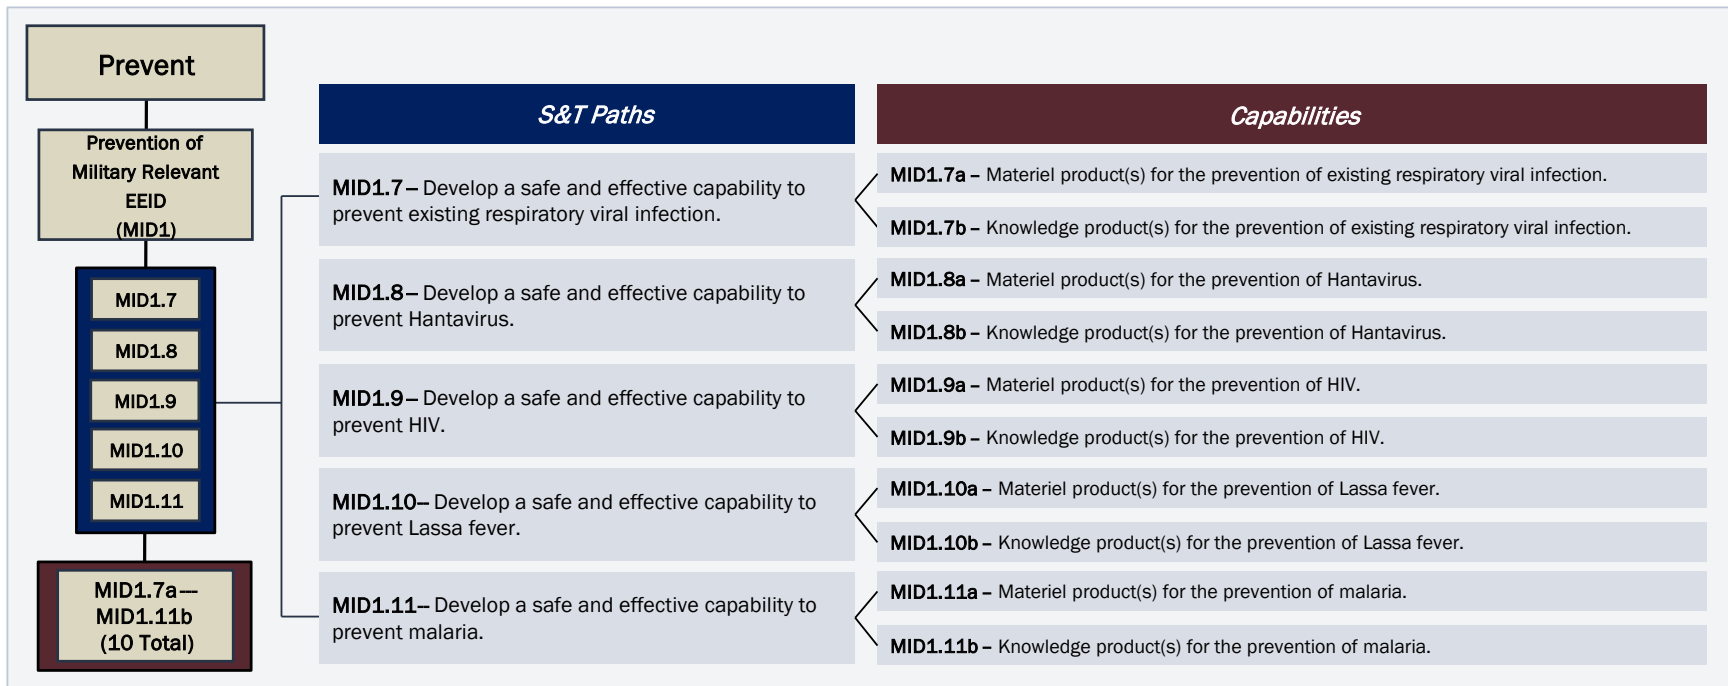 Prevent
Prevention of
Military Relevant
EEID
(MID1)
MID1.7
MID1.8
MID1.9
MID1.10
MID1.11
MID1.7a—
MID1.11b
(10 Total)
S&T Paths
MID1.7 – Develop a safe and effective capability to
prevent existing respiratory viral infection.
MID1.8 – Develop a safe and effective capability to
prevent Hantavirus.
MID1.9 – Develop a safe and effective capability to
prevent HIV.
MID1.10– Develop a safe and effective capability to
prevent Lassa fever.
MID1.11– Develop a safe and effective capability to
prevent malaria.
Capabilities
MID1.7a – Materiel product(s) for the prevention of existing respiratory viral infection.
MID1.7b – Knowledge product(s) for the prevention of existing respiratory viral infection.
MID1.8a – Materiel product(s) for the prevention of Hantavirus.
MID1.8b – Knowledge product(s) for the prevention of Hantavirus.
MID1.9a – Materiel product(s) for the prevention of HIV.
MID1.9b – Knowledge product(s) for the prevention of HIV.
MID1.10a – Materiel product(s) for the prevention of Lassa fever.
MID1.10b – Knowledge product(s) for the prevention of Lassa fever.
MID1.11a – Materiel product(s) for the prevention of malaria.
MID1.11b – Knowledge product(s) for the prevention of malaria.